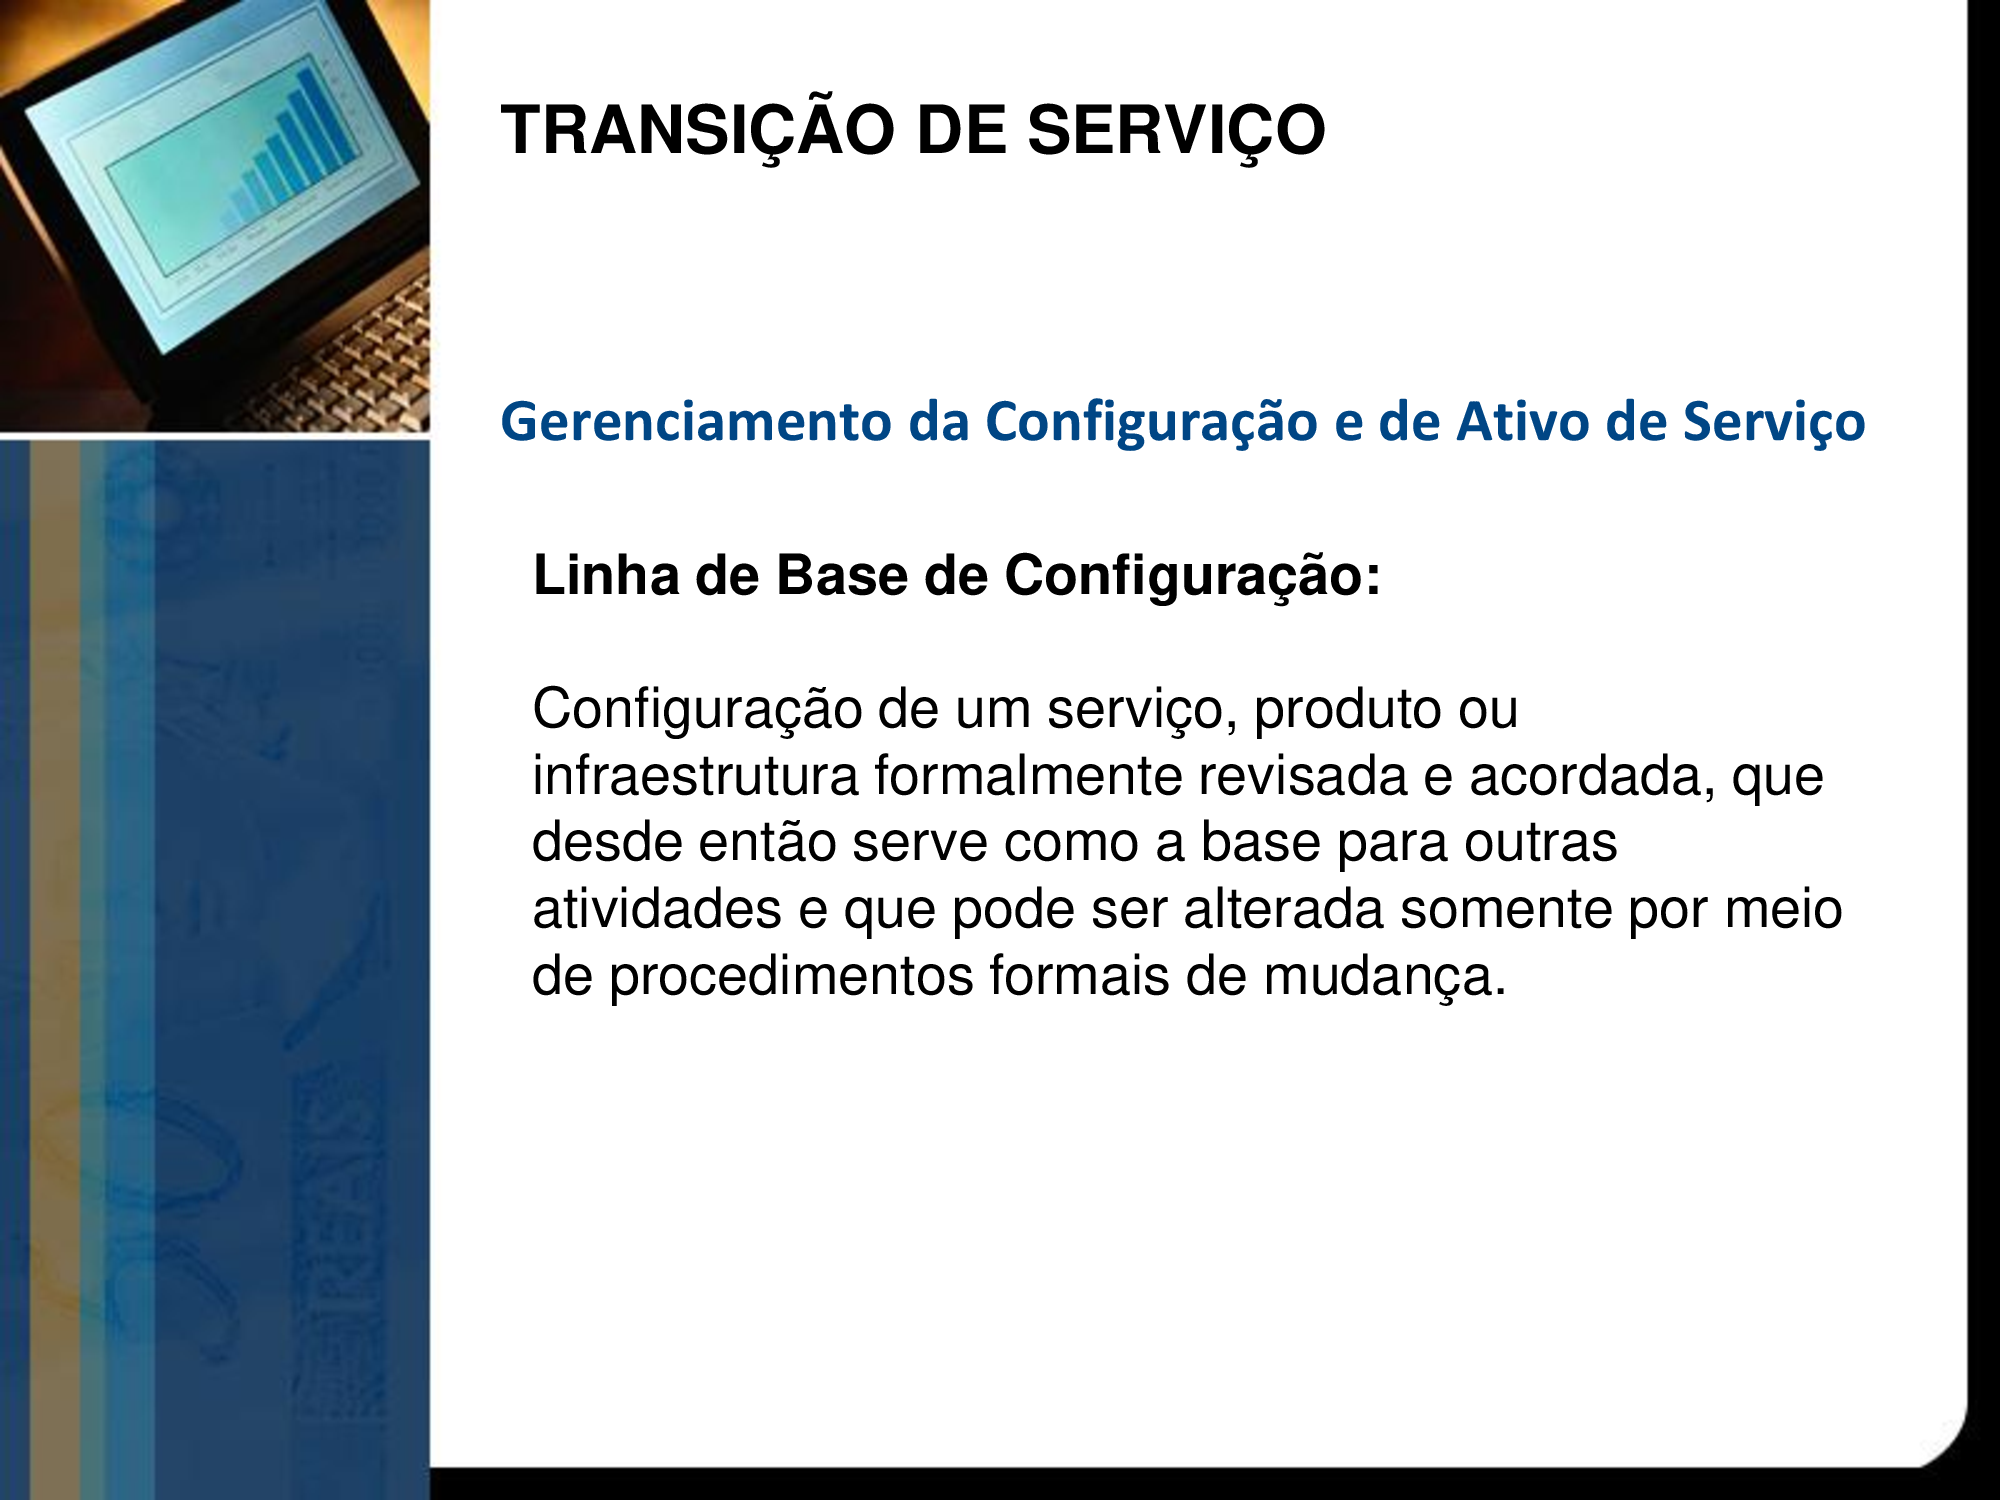 TRANSIÇÃO DE SERVIÇO
Gerenciamento da Configuração e de Ativo de Serviço
Linha de Base de Configuração:
Configuração de um serviço, produto ou
infraestrutura formalmente revisada e acordada, que
desde então serve como a base para outras
atividades e que pode ser alterada somente por meio
de procedimentos formais de mudança.
REAIS